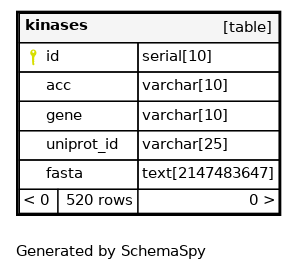 kinases [table]
id serial[10]
acc varchar[10]
gene varchar[10]
uniprot_id varchar[25]
fasta text[2147483647]
< 0 520 rows 0 >
Generated by SchemaSpy